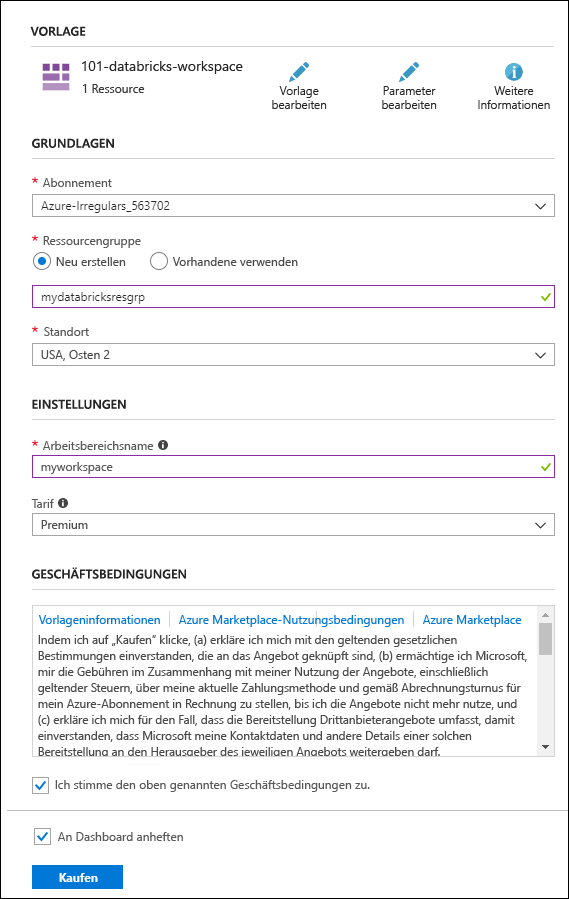 VORLAGE
101-databricks-workspace
1 Ressource
Vorlage
bearbeiten
Parameter
bearbeiten
Weitere
Informationen
GRUNDLAGEN
* Abonnement
Azure-Irregulars_563702
* Ressourcengruppe
Neu erstellen
Vorhandene verwenden
mydatabricksresgrp
* Standort
USA, Osten 2
EINSTELLUNGEN
* Arbeitsbereichsname
myworkspace
Tarif
Premium
GESCHÄFTSBEDINGUNGEN
Vorlageninformationen
Azure Marketplace-Nutzungsbedingungen
Azure Marketplace
Indem ich auf „Kaufen“ klicke, (a) erkläre ich mich mit den geltenden gesetzlichen
Bestimmungen einverstanden, die an das Angebot geknüpft sind, (b) ermächtige ich Microsoft,
mir die Gebühren im Zusammenhang mit meiner Nutzung der Angebote, einschließlich
geltender Steuern, über meine aktuelle Zahlungsmethode und gemäß Abrechnungsturnus für
mein Azure-Abonnement in Rechnung zu stellen, bis ich die Angebote nicht mehr nutze, und
(c) erkläre ich mich für den Fall, dass die Bereitstellung Drittanbieterangebote umfasst, damit
einverstanden, dass Microsoft meine Kontaktdaten und andere Details einer solchen
Bereitstellung an den Herausgeber des jeweiligen Angebots weitergeben darf.
Ich stimme den oben genannten Geschäftsbedingungen zu.
An Dashboard anheften
Kaufen